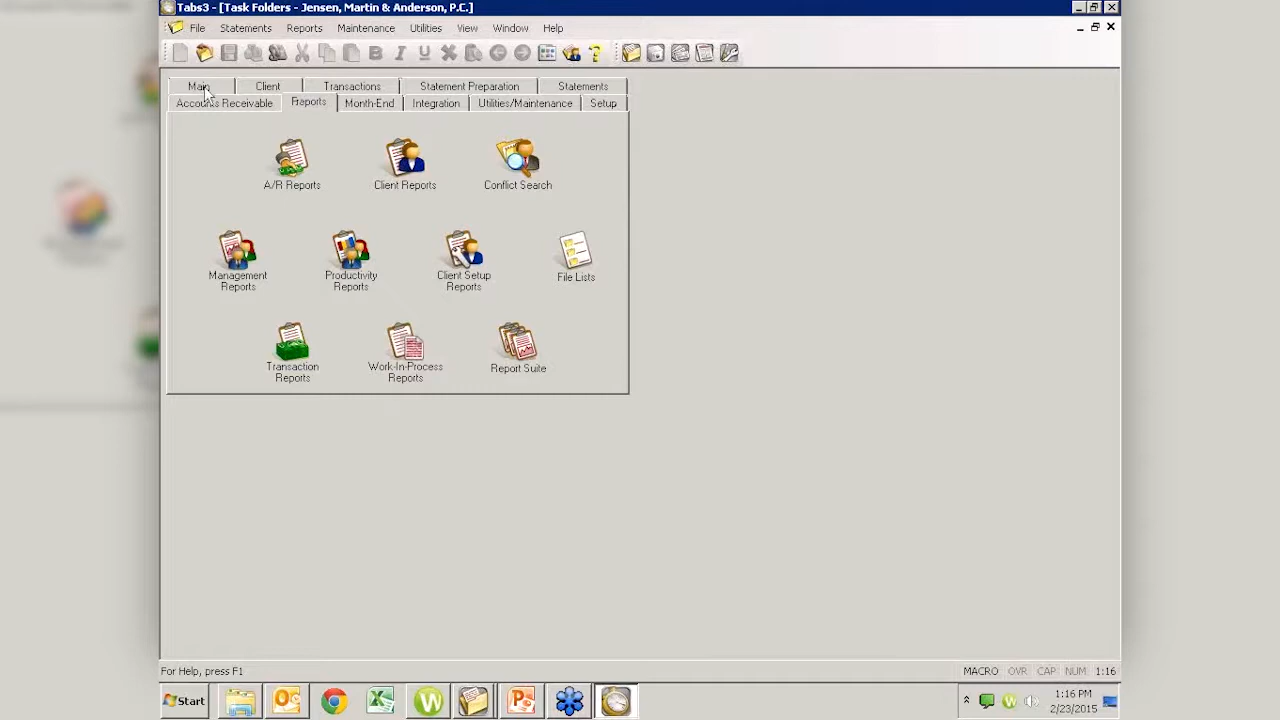 Tabs3 - [Task Folders - Jensen, Martin & Anderson, P.C.]
File Statements Reports Maintenance Utilities View Window Help
Main Client Transactions Statement Preparation Statements
Accounts Receivable Reports Month-End Integration Utilities/Maintenance Setup
A/R Reports Client Reports Conflict Search
Management Reports Productivity Reports Client Setup Reports File Lists
Transaction Reports Work-In-Process Reports Report Suite
For Help, press F1 MACRO OVR CAP NUM 1:16
Start 1:16 PM
2/23/2015